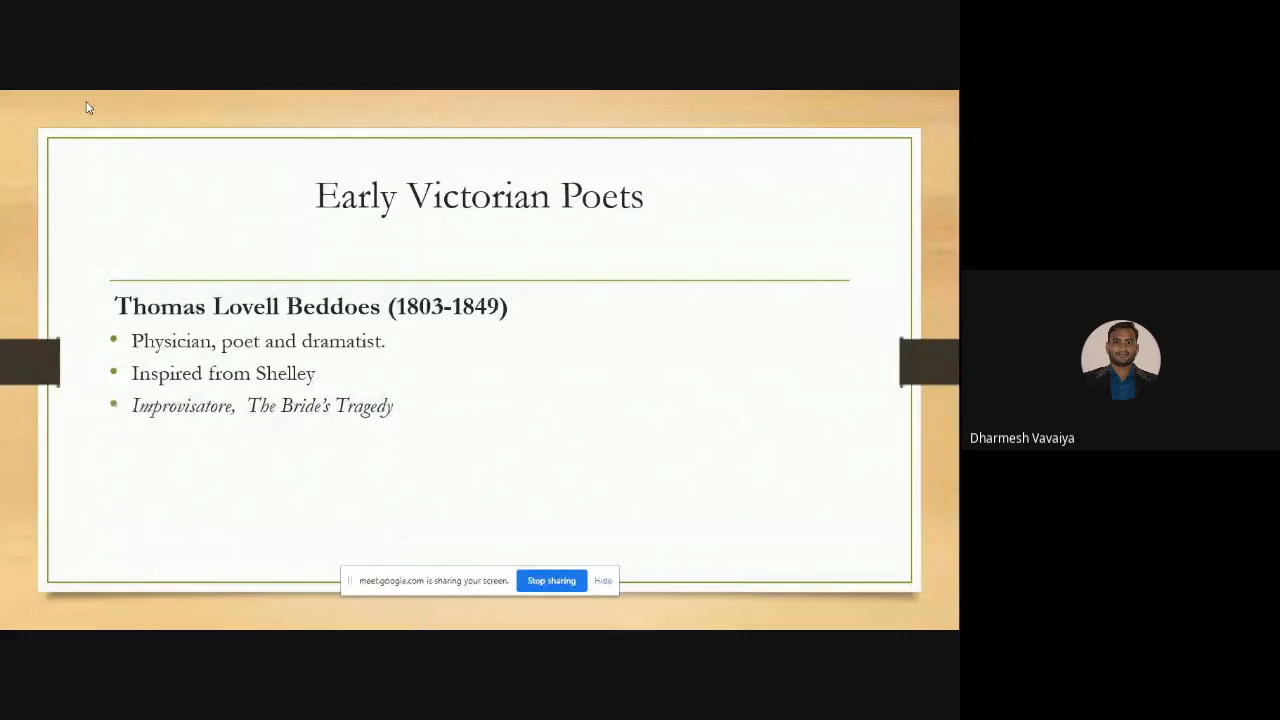 Early Victorian Poets
Thomas Lovell Beddoes (1803-1849)
• Physician, poet and dramatist.
• Inspired from Shelley
• Improvisatore, The Bride's Tragedy
meet.google.com is sharing your screen. Stop sharing Hide
Dharmesh Vavaiya